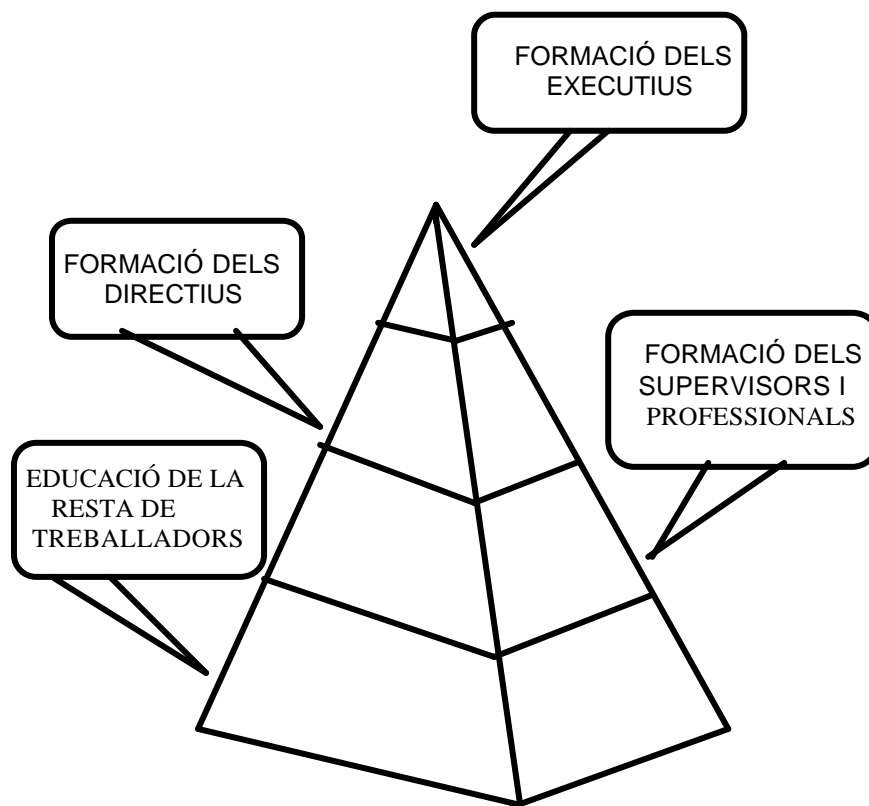 FORMACIÓ DELS
EXECUTIUS
FORMACIÓ DELS
DIRECTIUS
FORMACIÓ DELS
SUPERVISORS I
PROFESSIONALS
EDUCACIÓ DE LA
RESTA DE
TREBALLADORS